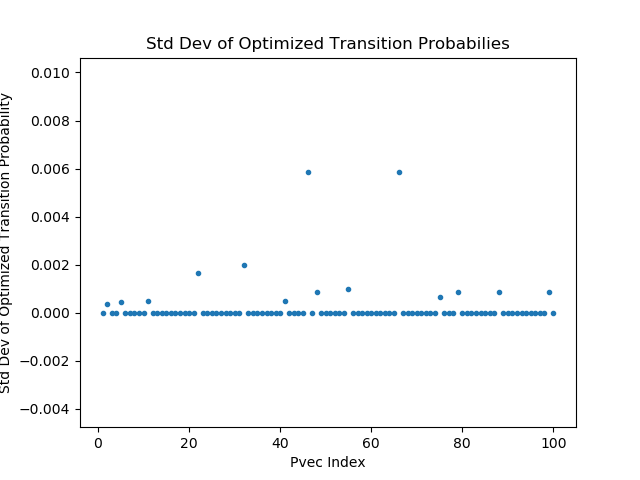 Std Dev of Optimized Transition Probabilies
Std Dev of Optimized Transition Probability
0.010
0.008
0.006
0.004
0.002
0.000
−0.002
−0.004
0 20 40 60 80 100
Pvec Index